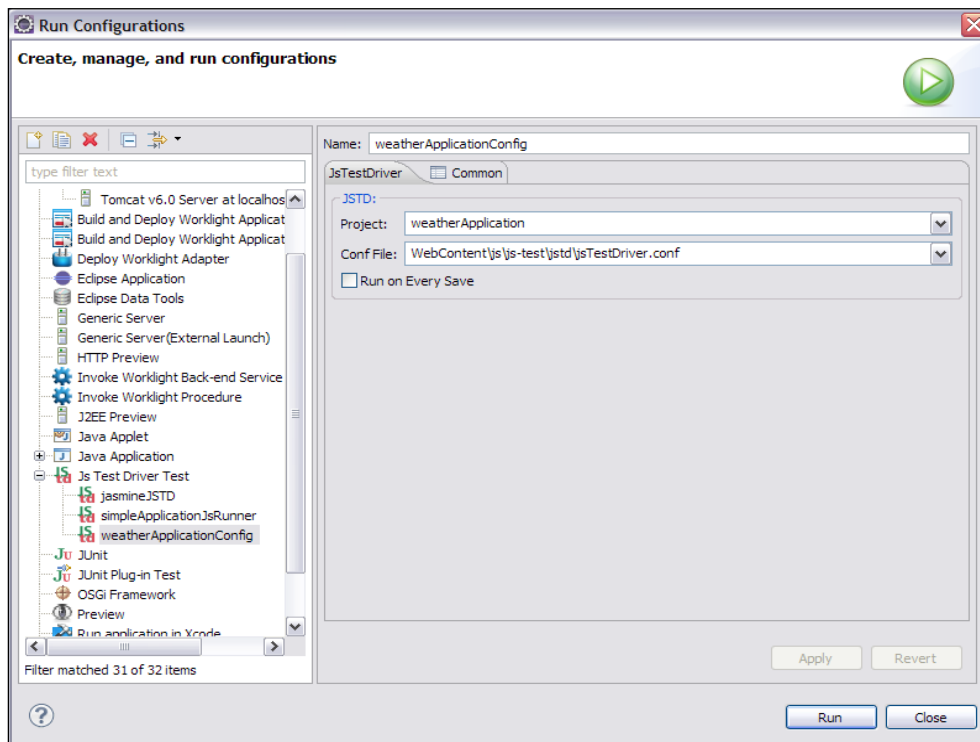 Run Configurations
Create, manage, and run configurations
type filter text
Tomcat v6.0 Server at localhos
Build and Deploy Worklight Applicat
Build and Deploy Worklight Applicat
Deploy Worklight Adapter
Eclipse Application
Eclipse Data Tools
Generic Server
Generic Server(External Launch)
HTTP Preview
Invoke Worklight Back-end Service
Invoke Worklight Procedure
J2EE Preview
Java Applet
Java Application
Js Test Driver Test
jasmineJSTD
simpleApplicationJsRunner
weatherApplicationConfig
JUnit
JUnit Plug-in Test
OSGi Framework
Preview
Run application in Xcode
Filter matched 31 of 32 items
Name: weatherApplicationConfig
JsTestDriver Common
JSTD:
Project: weatherApplication
Conf File: WebContent\js\js-test\jstd\jsTestDriver.conf
Run on Every Save
Apply Revert
? Run Close